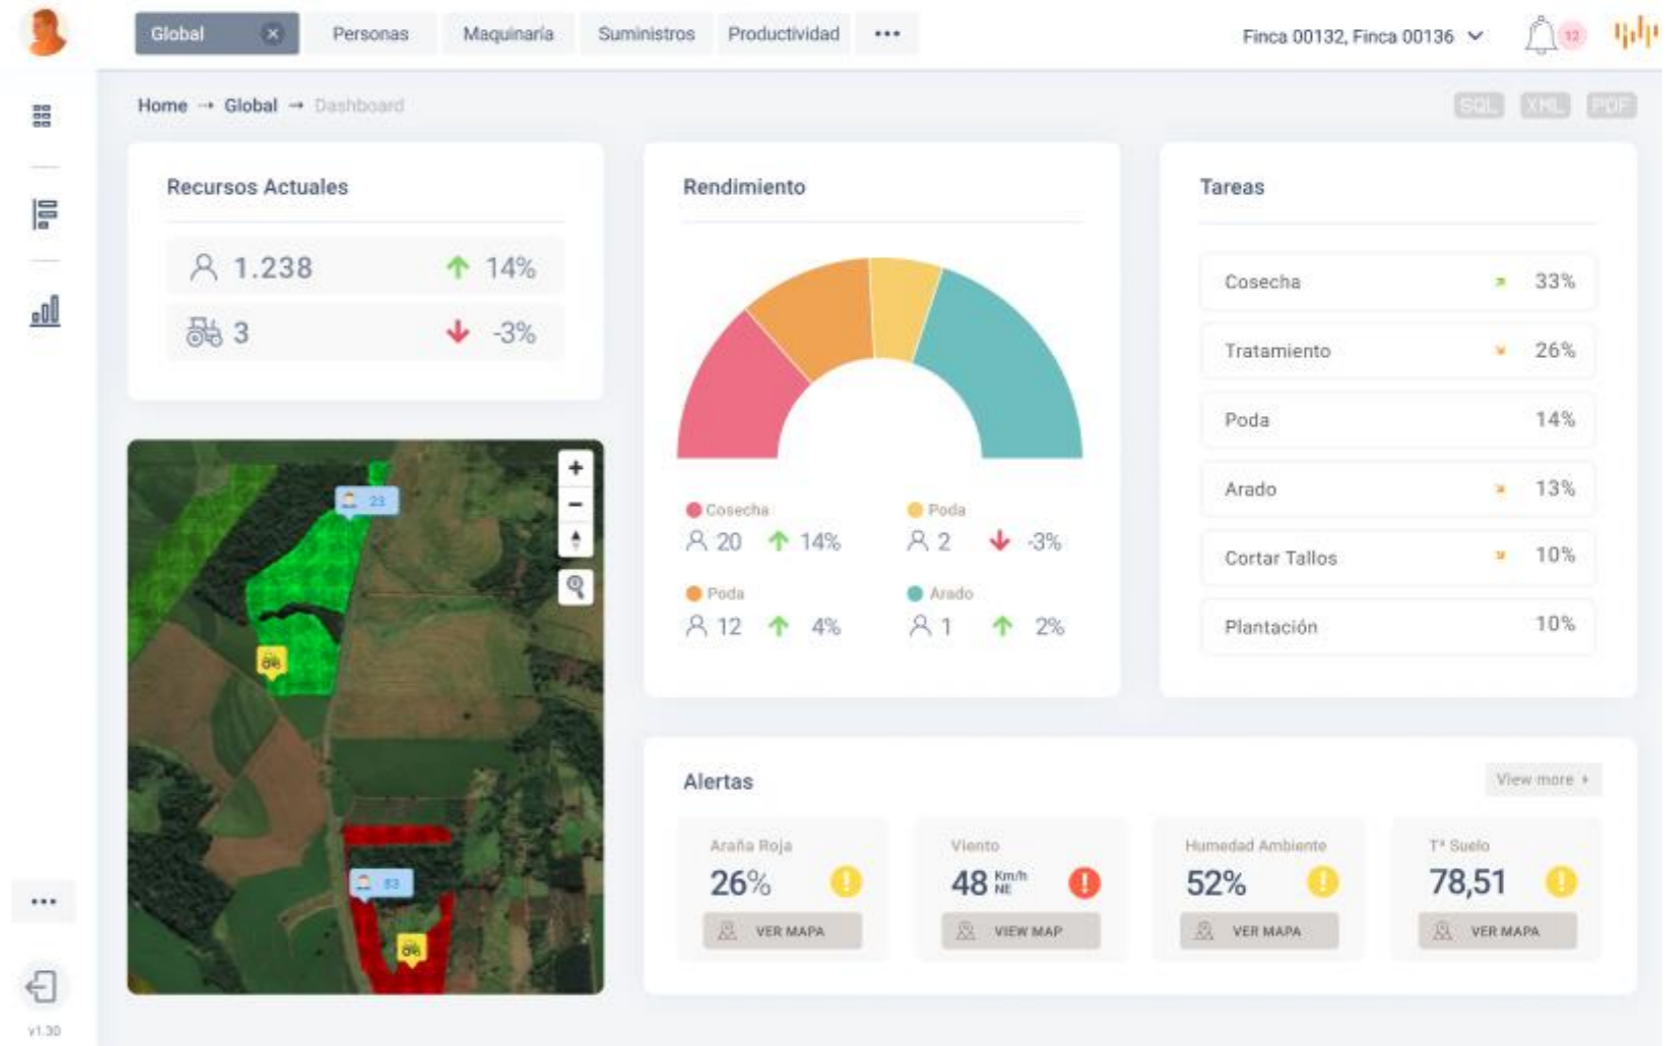 Global Personas Maquinaría Suministros Productividad
Finca 00132, Finca 00136
12
Home → Global → Dashboard
SQL XML PDF
Recursos Actuales
1.238 14%
3 -3%
Rendimiento
Cosecha
20 14%
Poda
2 -3%
Poda
12 4%
Arado
1 2%
Tareas
Cosecha 33%
Tratamiento 26%
Poda 14%
Arado 13%
Cortar Tallos 10%
Plantación 10%
23
Alertas
View more
Araña Roja
26%
VER MAPA
Viento
48 Km/h NE
VIEW MAP
Humedad Ambiente
52%
VER MAPA
Tª Suelo
78,51
VER MAPA
v1.30